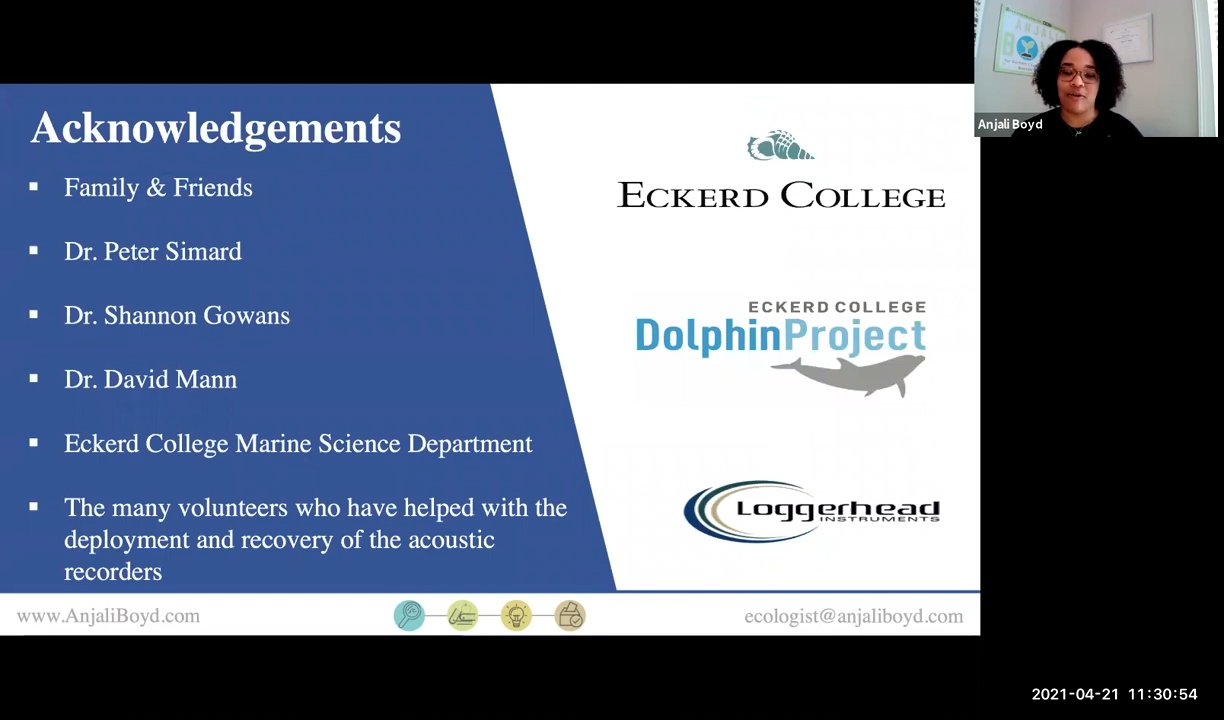 Acknowledgements
▪ Family & Friends
▪ Dr. Peter Simard
▪ Dr. Shannon Gowans
▪ Dr. David Mann
▪ Eckerd College Marine Science Department
▪ The many volunteers who have helped with the
deployment and recovery of the acoustic
recorders
ECKERD COLLEGE
ECKERD COLLEGE
DolphinProject
Loggerhead
INSTRUMENTS
www.AnjaliBoyd.com
ecologist@anjaliboyd.com
ANJALI
Anjali Boyd
2021-04-21 11:30:54